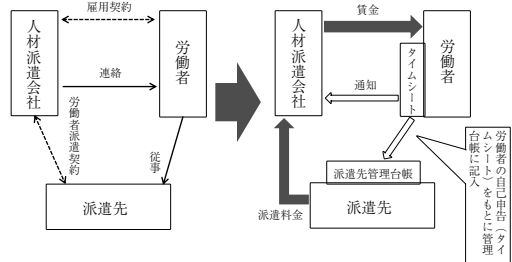 雇用契約
人材派遣会社
労働者
連絡
労働者派遣契約
従事
派遣先
賃金
人材派遣会社
労働者
タイムシート
通知
派遣先管理台帳
派遣先
派遣料金
労働者の自己申告（タイ
ムシート）をもとに管理
台帳に記入